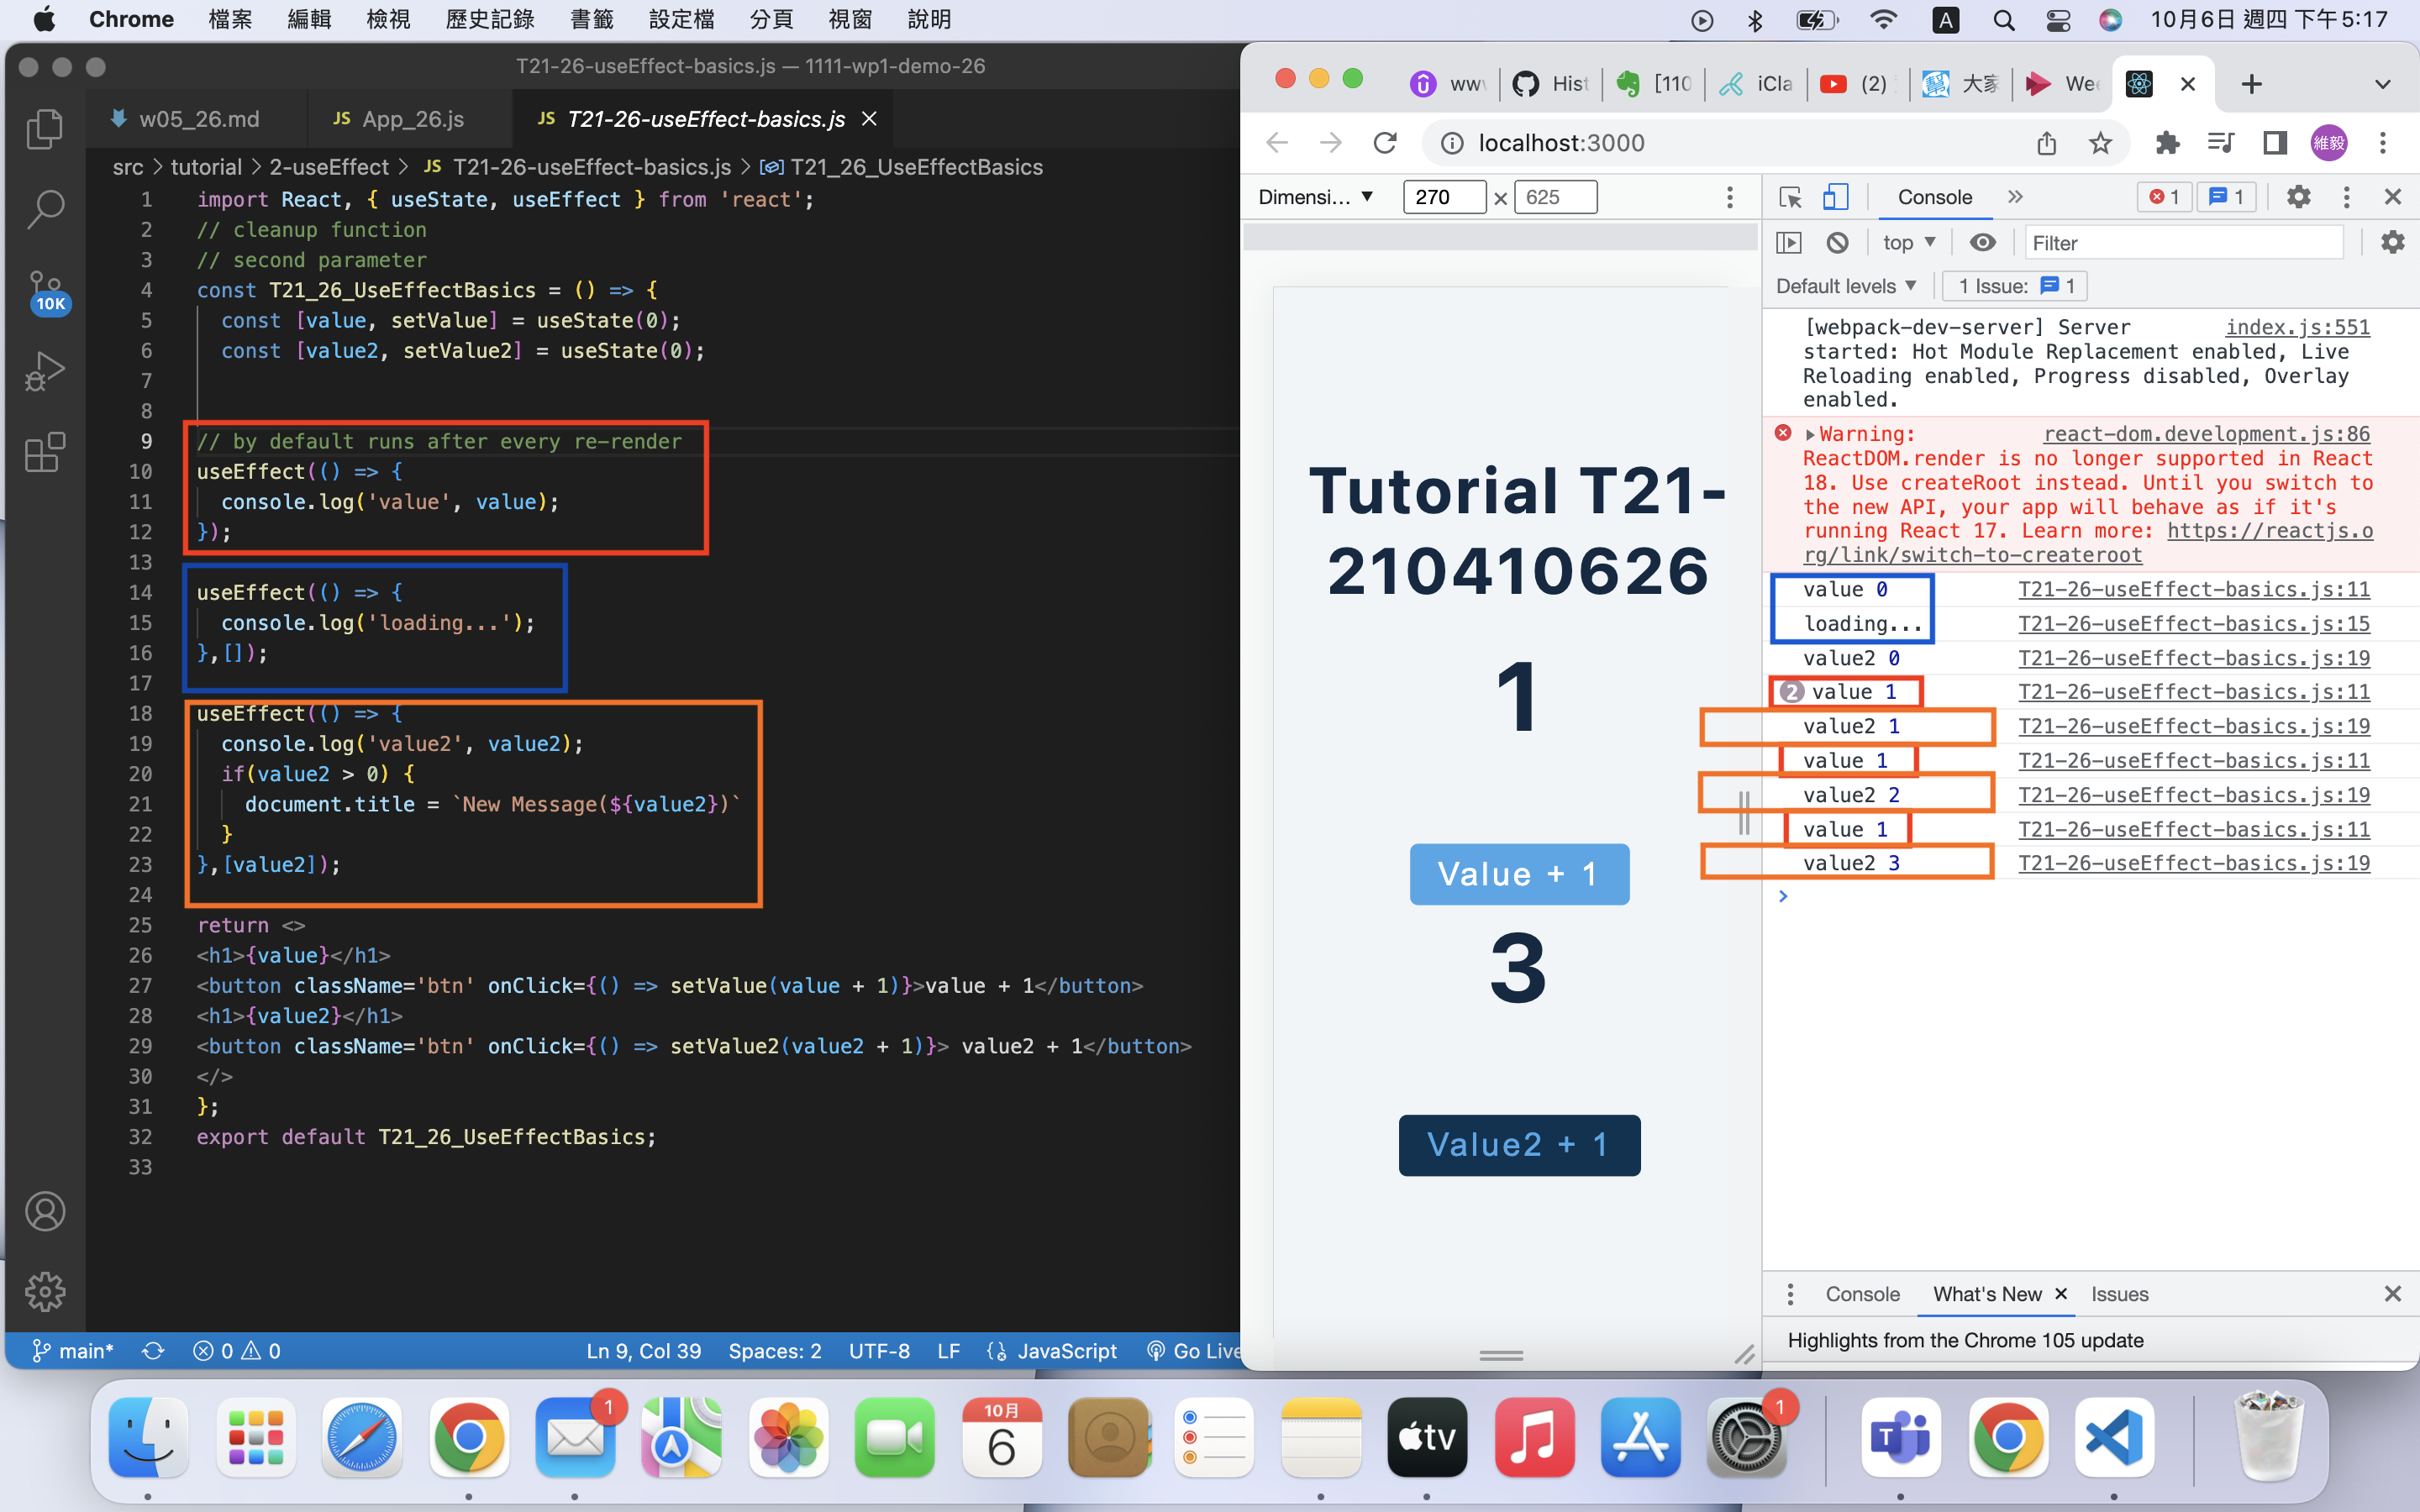 Chrome 檔案 編輯 檢視 歷史記錄 書籤 設定檔 分頁 視窗 說明
A
10月6日 週四 下午5:17
T21-26-useEffect-basics.js — 1111-wp1-demo-26
w05_26.md
JS App_26.js
JS T21-26-useEffect-basics.js
src > tutorial > 2-useEffect > JS T21-26-useEffect-basics.js > T21_26_UseEffectBasics
10K
1 import React, { useState, useEffect } from 'react';
2 // cleanup function
3 // second parameter
4 const T21_26_UseEffectBasics = () => {
5 const [value, setValue] = useState(0);
6 const [value2, setValue2] = useState(0);
7
8
9 // by default runs after every re-render
10 useEffect(() => {
11 console.log('value', value);
12 });
13
14 useEffect(() => {
15 console.log('loading...');
16 },[]);
17
18 useEffect(() => {
19 console.log('value2', value2);
20 if(value2 > 0) {
21 document.title = `New Message(${value2})`
22 }
23 },[value2]);
24
25 return <>
26 <h1>{value}</h1>
27 <button className='btn' onClick={() => setValue(value + 1)}>value + 1</button>
28 <h1>{value2}</h1>
29 <button className='btn' onClick={() => setValue2(value2 + 1)}> value2 + 1</button>
30 </>
31 };
32 export default T21_26_UseEffectBasics;
33
main* 0 0 Ln 9, Col 39 Spaces: 2 UTF-8 LF JavaScript Go Live
www Hist [110 iCla (2) 大家 Wee
localhost:3000
維毅
Dimensi... 270 × 625
Tutorial T21-
210410626
1
Value + 1
3
Value2 + 1
Console » 1 1
top Filter
Default levels 1 Issue: 1
[webpack-dev-server] Server index.js:551
started: Hot Module Replacement enabled, Live
Reloading enabled, Progress disabled, Overlay
enabled.
Warning: react-dom.development.js:86
ReactDOM.render is no longer supported in React
18. Use createRoot instead. Until you switch to
the new API, your app will behave as if it's
running React 17. Learn more: https://reactjs.o
rg/link/switch-to-createroot
value 0 T21-26-useEffect-basics.js:11
loading... T21-26-useEffect-basics.js:15
value2 0 T21-26-useEffect-basics.js:19
2 value 1 T21-26-useEffect-basics.js:11
value2 1 T21-26-useEffect-basics.js:19
value 1 T21-26-useEffect-basics.js:11
value2 2 T21-26-useEffect-basics.js:19
value 1 T21-26-useEffect-basics.js:11
value2 3 T21-26-useEffect-basics.js:19
Console What's New Issues
Highlights from the Chrome 105 update
1
10月
6
tv
1
T